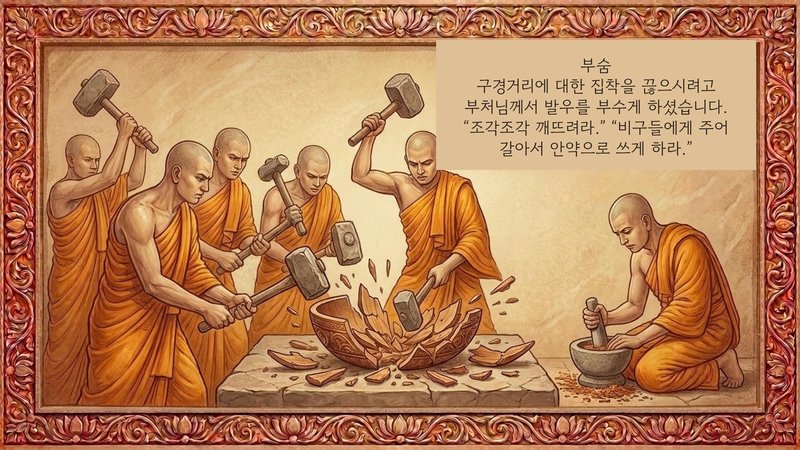 부숨
구경거리에 대한 집착을 끊으시려고
부처님께서 발우를 부수게 하셨습니다.
“조각조각 깨뜨려라.” “비구들에게 주어
갈아서 안약으로 쓰게 하라.”